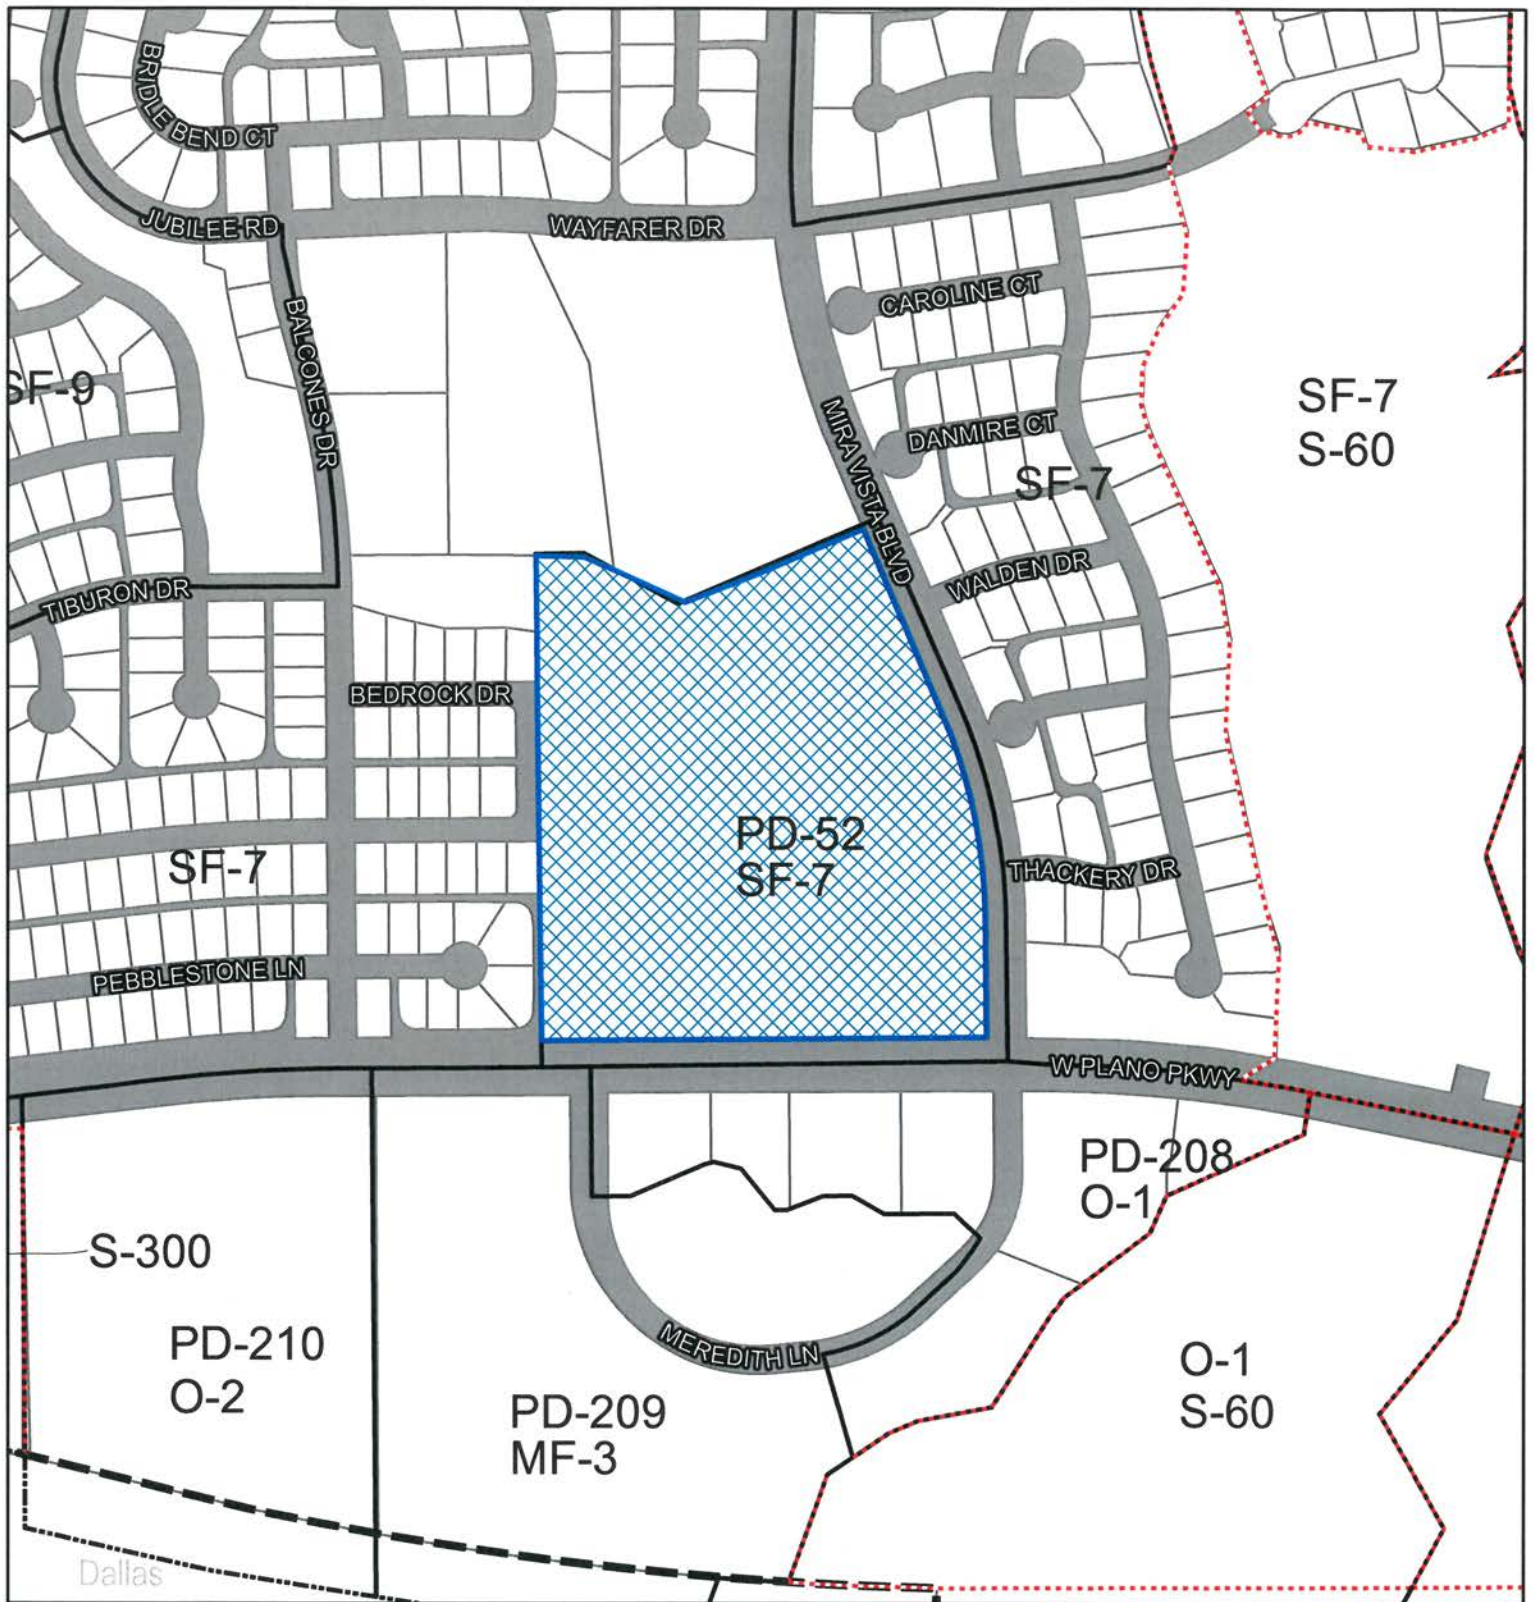 BRIDLE BEND CT
JUBILEE RD
WAYFARER DR
CAROLINE CT
BALCONES DR
SF-9
SF-7
S-60
MIRA VISTA BLVD
DANMIRE CT
SF-7
WALDEN DR
TIBURON DR
BEDROCK DR
PD-52
SF-7
SF-7
THACKERY DR
PEBBLESTONE LN
W PLANO PKWY
PD-208
O-1
S-300
PD-210
O-2
MEREDITH LN
PD-209
MF-3
O-1
S-60
Dallas